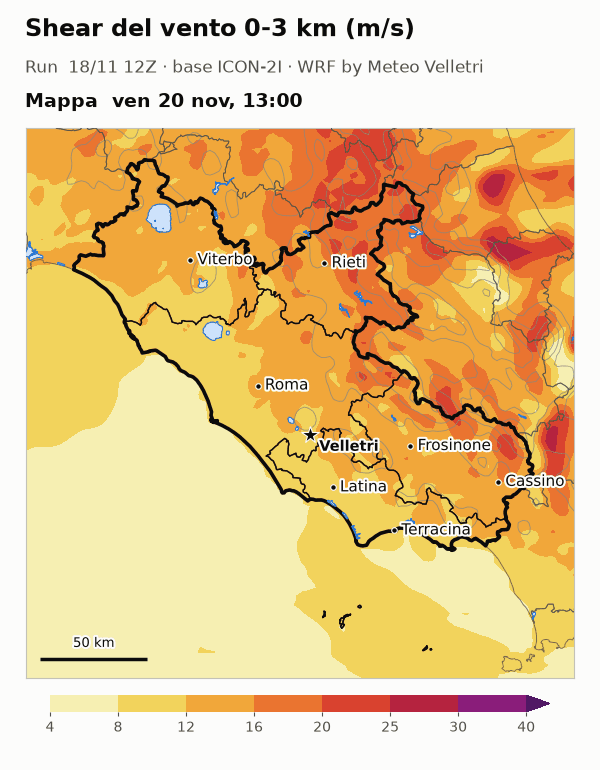 Shear del vento 0-3 km (m/s)
Run 18/11 12Z · base ICON-2I · WRF by Meteo Velletri
Mappa ven 20 nov, 13:00
Viterbo
Rieti
Roma
Velletri
Frosinone
Cassino
Latina
Terracina
50 km
4 8 12 16 20 25 30 40